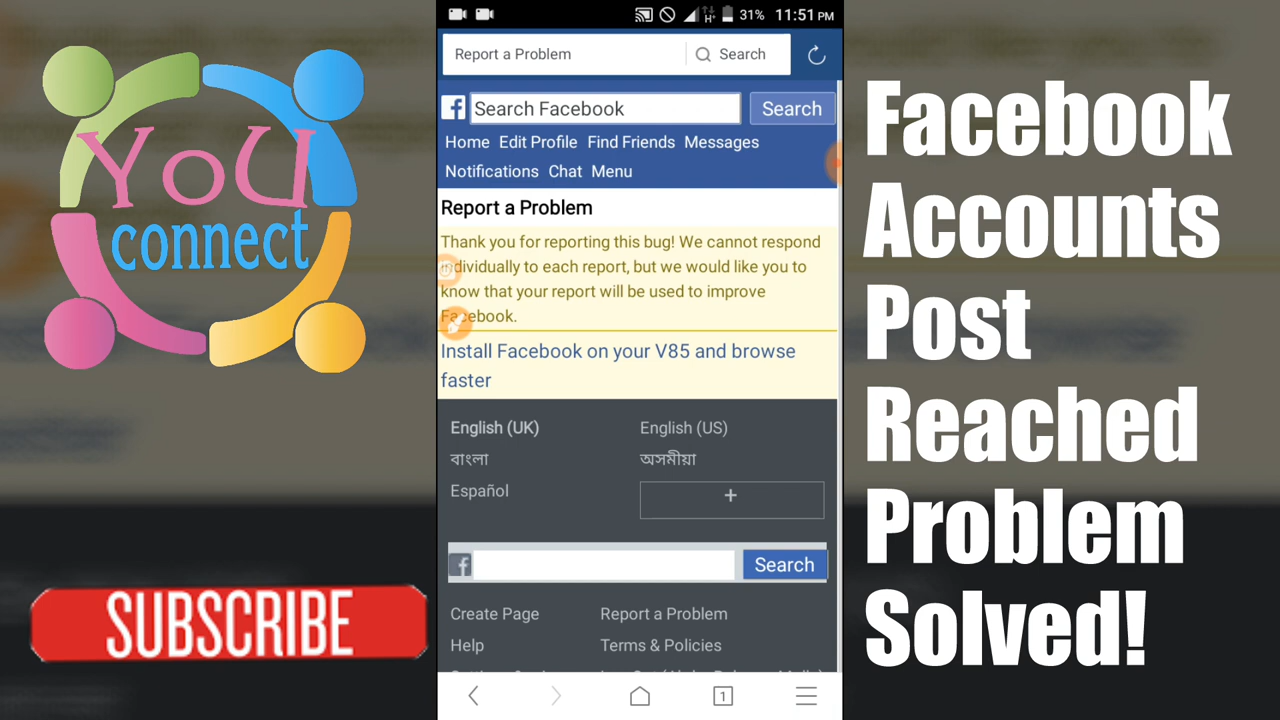 YoU
connect
SUBSCRIBE
H+ 31% 11:51 PM
Report a Problem Search
Search Facebook Search
Home Edit Profile Find Friends Messages
Notifications Chat Menu
Report a Problem
Thank you for reporting this bug! We cannot respond
individually to each report, but we would like you to
know that your report will be used to improve
Facebook.
Install Facebook on your V85 and browse
faster
English (UK) English (US)
বাংলা অসমীয়া
Español +
Search
Create Page Report a Problem
Help Terms & Policies
1
Facebook
Accounts
Post
Reached
Problem
Solved!